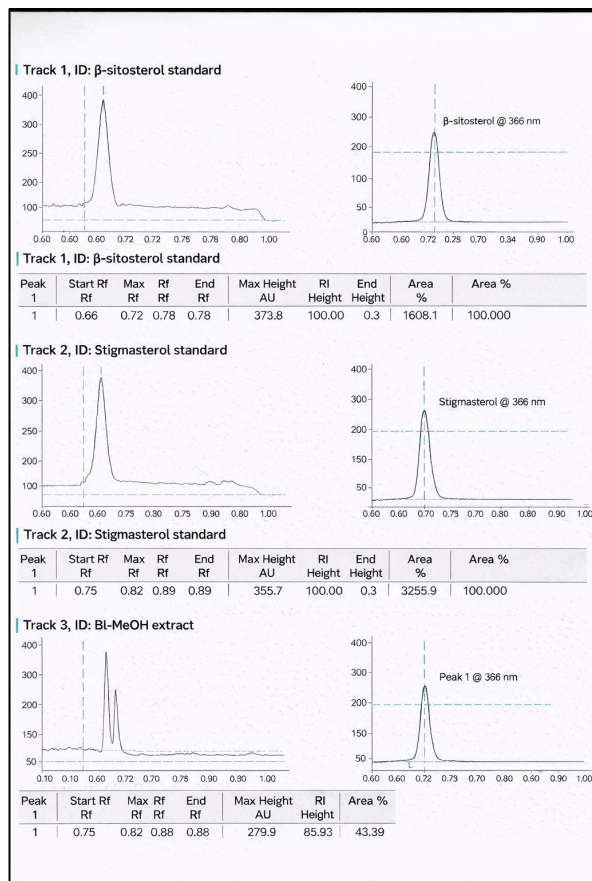 Track 1, ID: β-sitosterol standard
400
300
250
200
100
0.60 0.60 0.60 0.72 0.72 0.78 0.76 0.80 1.00
400
300
200
100
50
0
β-sitosterol @ 366 nm
0.60 0.60 0.72 0.28 0.70 0.34 0.90 1.00
Track 1, ID: β-sitosterol standard
Peak Start Rf Max Rf End Max Height RI End Area Area %
1 Rf Rf Rf Rf AU Height Height %
1 0.66 0.72 0.78 0.78 373.8 100.00 0.3 1608.1 100.000
Track 2, ID: Stigmasterol standard
400
300
250
200
100
0.60 0.60 0.60 0.70 0.75 0.75 0.80 0.80 1.00
400
300
200
150
50
Stigmasterol @ 366 nm
0.60 0.60 0.70 0.75 0.75 0.80 0.90 0.90 1.00
Track 2, ID: Stigmasterol standard
Peak Start Rf Max Rf End Max Height RI End Area Area %
1 Rf Rf Rf Rf AU Height Height %
1 0.75 0.82 0.89 0.89 355.7 100.00 0.3 3255.9 100.000
Track 3, ID: Bl-MeOH extract
400
300
200
150
50
0.10 0.10 0.60 0.78 0.75 0.90 0.80 0.90 1.00
400
300
200
150
50
Peak 1 @ 366 nm
0.60 0.60 0.72 0.75 0.70 0.80 0.90 0.90 1.00
Peak Start Rf Max Rf End Max Height RI Area %
1 Rf Rf Rf Rf AU Height
1 0.75 0.82 0.88 0.88 279.9 85.93 43.39